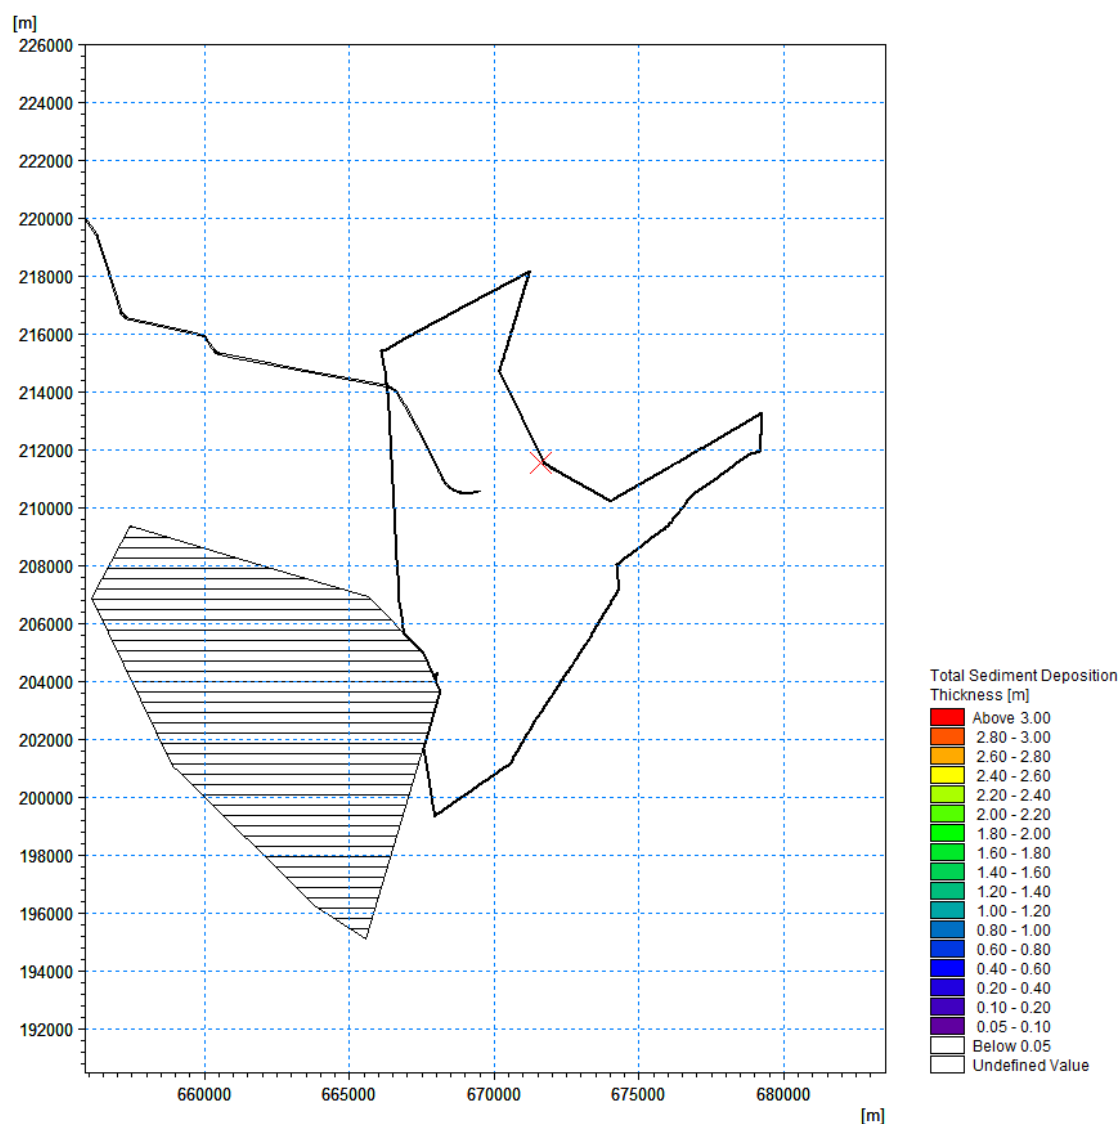 [m]
226000
224000
222000
220000
218000
216000
214000
212000
210000
208000
206000
204000
202000
200000
198000
196000
194000
192000
660000 665000 670000 675000 680000
[m]
Total Sediment Deposition
Thickness [m]
Above 3.00
2.80 - 3.00
2.60 - 2.80
2.40 - 2.60
2.20 - 2.40
2.00 - 2.20
1.80 - 2.00
1.60 - 1.80
1.40 - 1.60
1.20 - 1.40
1.00 - 1.20
0.80 - 1.00
0.60 - 0.80
0.40 - 0.60
0.20 - 0.40
0.10 - 0.20
0.05 - 0.10
Below 0.05
Undefined Value